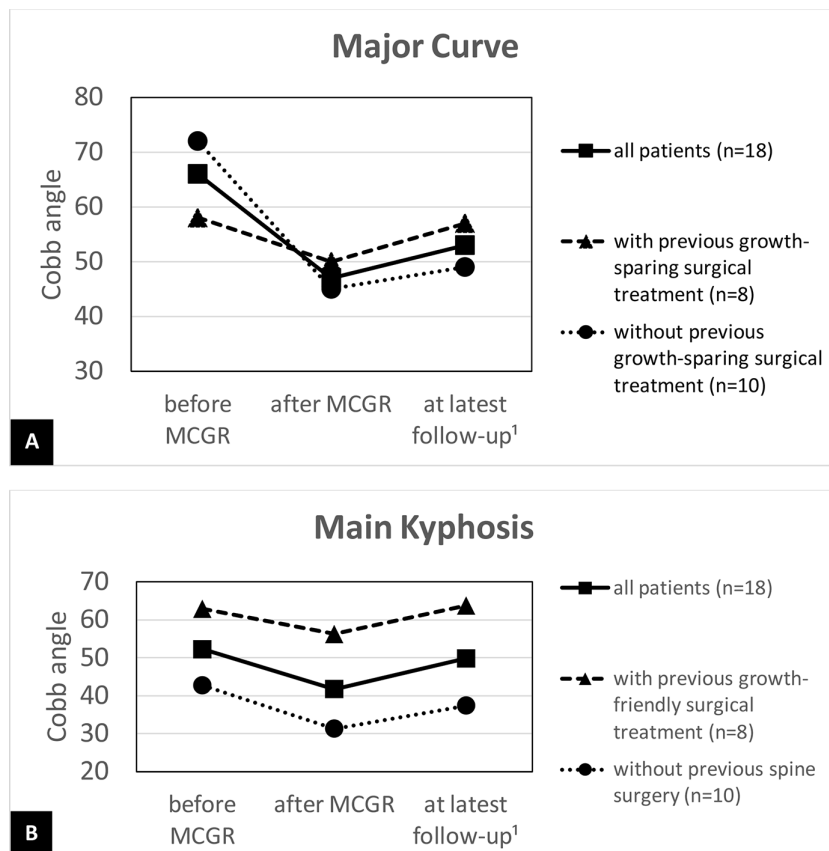 Major Curve
80
70
60
50
40
30
Cobb angle
before
MCGR
after MCGR
at latest
follow-up¹
all patients (n=18)
with previous growth-
sparing surgical
treatment (n=8)
without previous
growth-sparing surgical
treatment (n=10)
A
Main Kyphosis
70
60
50
40
30
20
Cobb angle
before
MCGR
after MCGR
at latest
follow-up¹
all patients (n=18)
with previous growth-
friendly surgical
treatment (n=8)
without previous spine
surgery (n=10)
B